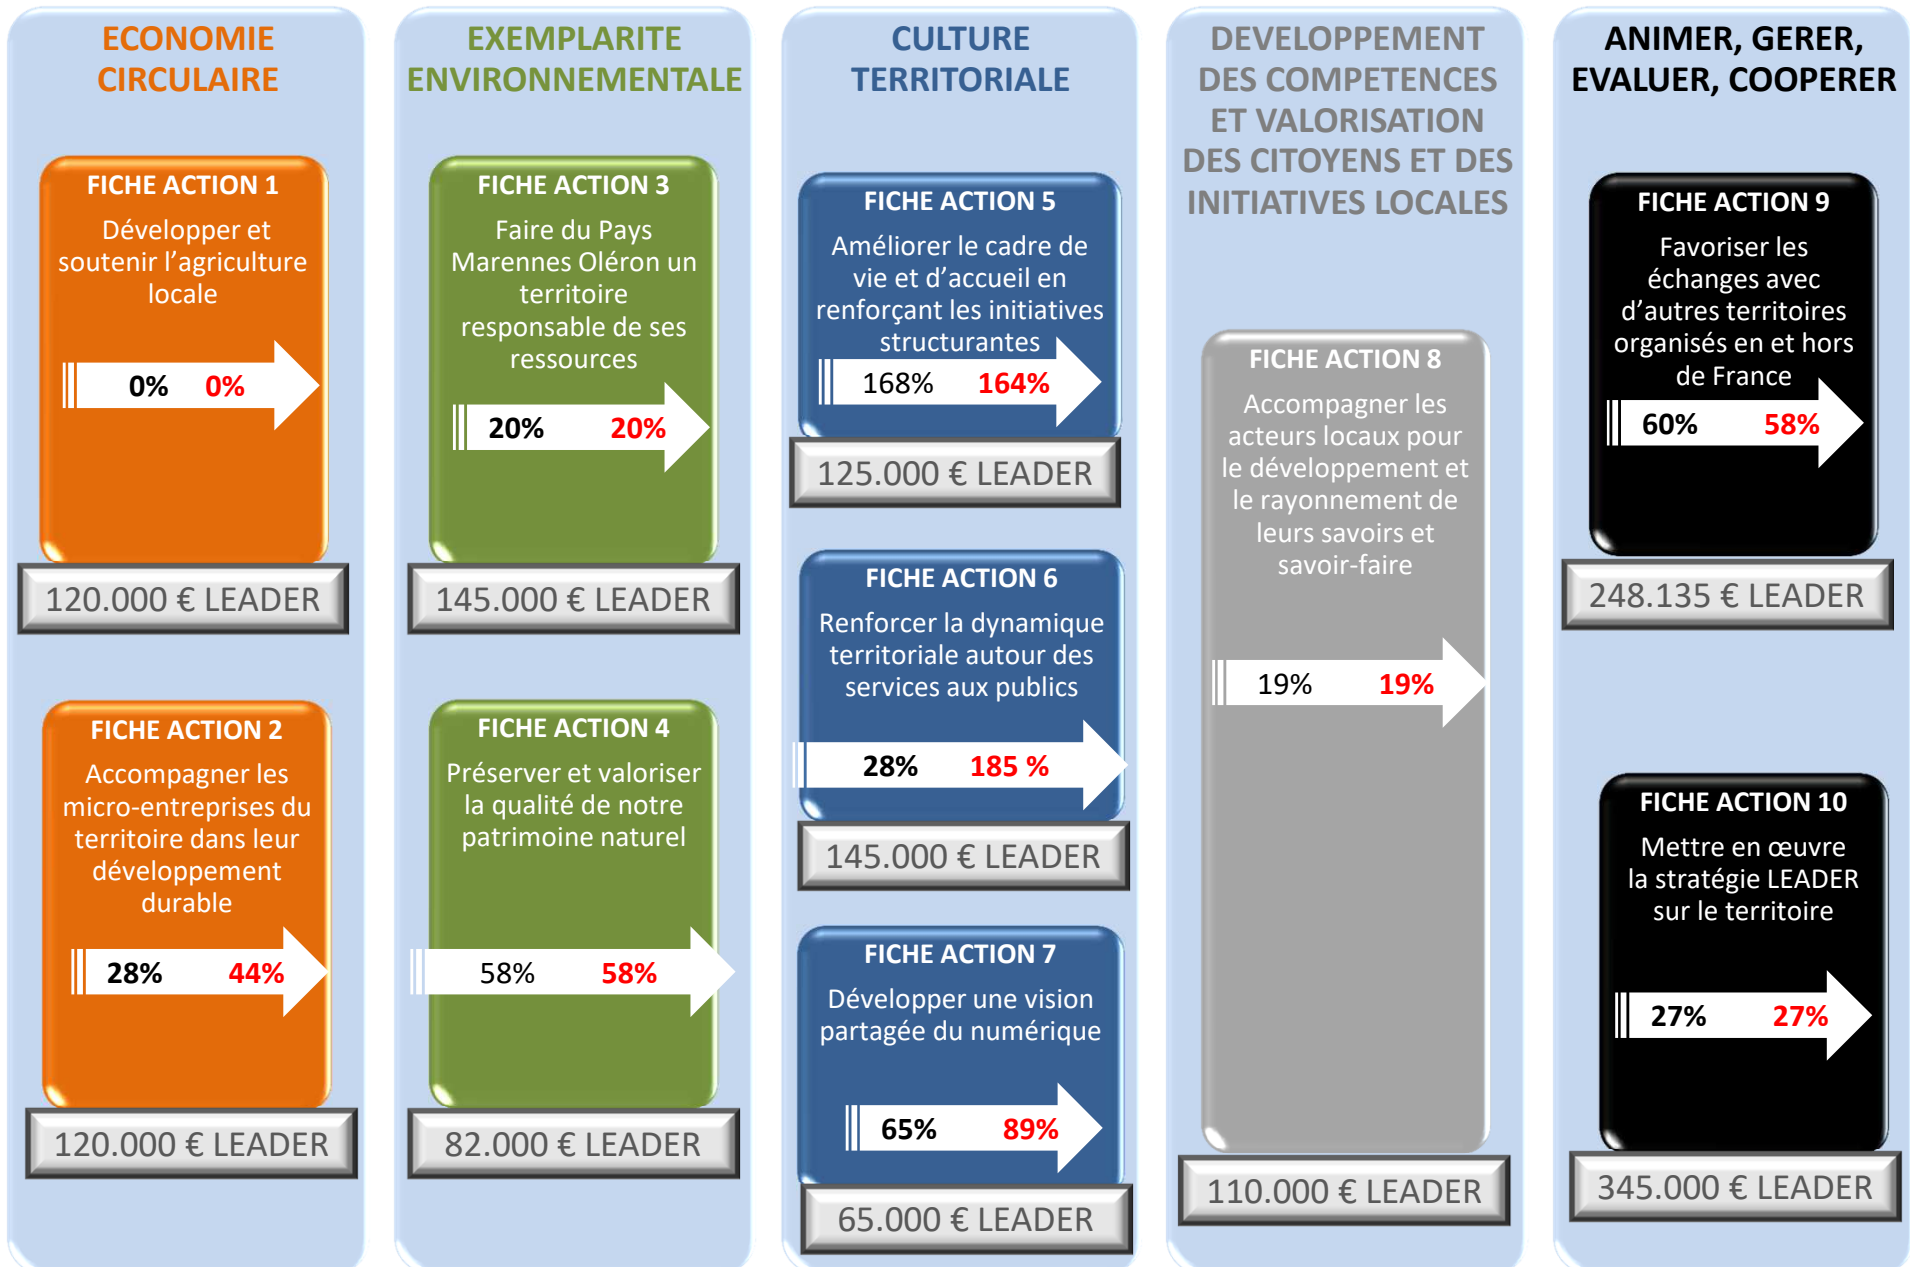 ECONOMIE
CIRCULAIRE
FICHE ACTION 1
Développer et
soutenir l’agriculture
locale
0% 0%
120.000 € LEADER
FICHE ACTION 2
Accompagner les
micro-entreprises du
territoire dans leur
développement
durable
28% 44%
120.000 € LEADER
EXEMPLARITE
ENVIRONNEMENTALE
FICHE ACTION 3
Faire du Pays
Marennes Oléron un
territoire
responsable de ses
ressources
20% 20%
145.000 € LEADER
FICHE ACTION 4
Préserver et valoriser
la qualité de notre
patrimoine naturel
58% 58%
82.000 € LEADER
CULTURE
TERRITORIALE
FICHE ACTION 5
Améliorer le cadre de
vie et d’accueil en
renforçant les initiatives
structurantes
168% 164%
125.000 € LEADER
FICHE ACTION 6
Renforcer la dynamique
territoriale autour des
services aux publics
28% 185 %
145.000 € LEADER
FICHE ACTION 7
Développer une vision
partagée du numérique
65% 89%
65.000 € LEADER
DEVELOPPEMENT
DES COMPETENCES
ET VALORISATION
DES CITOYENS ET DES
INITIATIVES LOCALES
FICHE ACTION 8
Accompagner les
acteurs locaux pour
le développement et
le rayonnement de
leurs savoirs et
savoir-faire
19% 19%
110.000 € LEADER
ANIMER, GERER,
EVALUER, COOPERER
FICHE ACTION 9
Favoriser les
échanges avec
d’autres territoires
organisés en et hors
de France
60% 58%
248.135 € LEADER
FICHE ACTION 10
Mettre en œuvre
la stratégie LEADER
sur le territoire
27% 27%
345.000 € LEADER